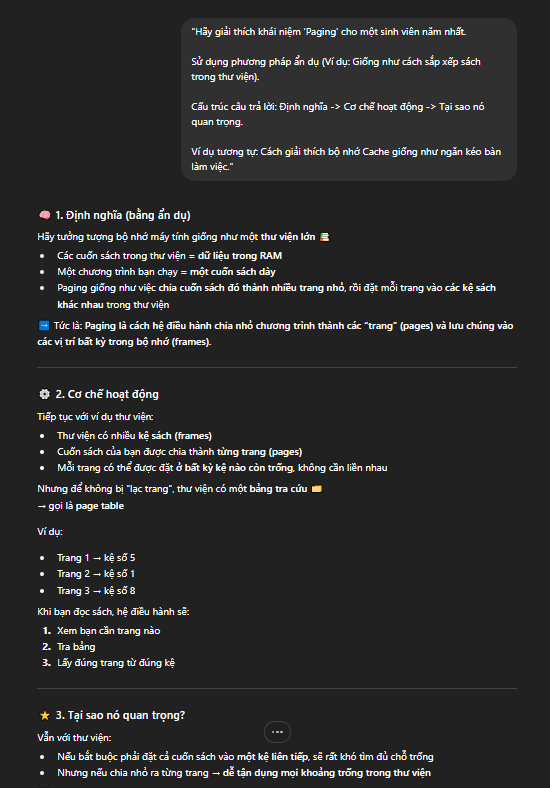 "Hãy giải thích khái niệm 'Paging' cho một sinh viên năm nhất.
Sử dụng phương pháp ẩn dụ (Ví dụ: Giống như cách sắp xếp sách
trong thư viện).
Cấu trúc câu trả lời: Định nghĩa -> Cơ chế hoạt động -> Tại sao nó
quan trọng.
Ví dụ tương tự: Cách giải thích bộ nhớ Cache giống như ngăn kéo bàn
làm việc."
🧠 1. Định nghĩa (bằng ẩn dụ)
Hãy tưởng tượng bộ nhớ máy tính giống như một thư viện lớn 📚
• Các cuốn sách trong thư viện = dữ liệu trong RAM
• Một chương trình bạn chạy = một cuốn sách dày
• Paging giống như việc chia cuốn sách đó thành nhiều trang nhỏ, rồi đặt mỗi trang vào các kệ sách
khác nhau trong thư viện
➡️ Tức là: Paging là cách hệ điều hành chia nhỏ chương trình thành các "trang" (pages) và lưu chúng vào
các vị trí bất kỳ trong bộ nhớ (frames).
⚙️ 2. Cơ chế hoạt động
Tiếp tục với ví dụ thư viện:
• Thư viện có nhiều kệ sách (frames)
• Cuốn sách của bạn được chia thành từng trang (pages)
• Mỗi trang có thể được đặt ở bất kỳ kệ nào còn trống, không cần liền nhau
Nhưng để không bị "lạc trang", thư viện có một bảng tra cứu 🗂️
→ gọi là page table
Ví dụ:
• Trang 1 → kệ số 5
• Trang 2 → kệ số 1
• Trang 3 → kệ số 8
Khi bạn đọc sách, hệ điều hành sẽ:
1. Xem bạn cần trang nào
2. Tra bảng
3. Lấy đúng trang từ đúng kệ
⭐ 3. Tại sao nó quan trọng?
Vẫn với thư viện:
• Nếu bắt buộc phải đặt cả cuốn sách vào một kệ liên tiếp, sẽ rất khó tìm đủ chỗ trống
• Nhưng nếu chia nhỏ ra từng trang → dễ tận dụng mọi khoảng trống trong thư viện